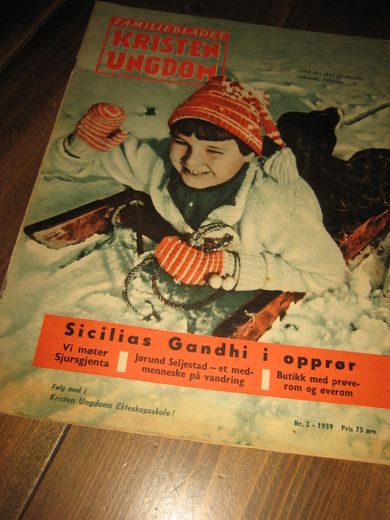 FAMILIEBLADET
KRISTEN
UNGDOM
Sicilias Gandhi i opprør
Vi møter
Sjursgjenta
Jørund Seljestad – et med-
menneske på vandring
Butikk med prøve-
rom og øverom
Følg med i
Kristen Ungdoms Ekteskapsskole!
Nr. 2 - 1959 Pris 75 øre